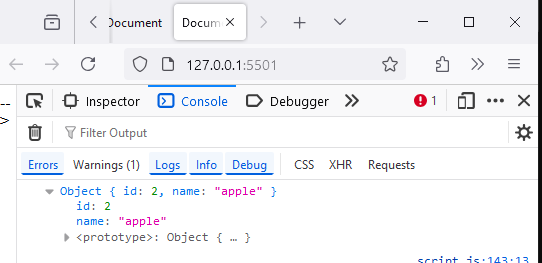 Document
Docum
127.0.0.1:5501
--
>
Inspector
Console
Debugger
1
Filter Output
Errors
Warnings (1)
Logs
Info
Debug
CSS
XHR
Requests
Object { id: 2, name: "apple" }
id: 2
name: "apple"
<prototype>: Object { … }
script.js:143:13